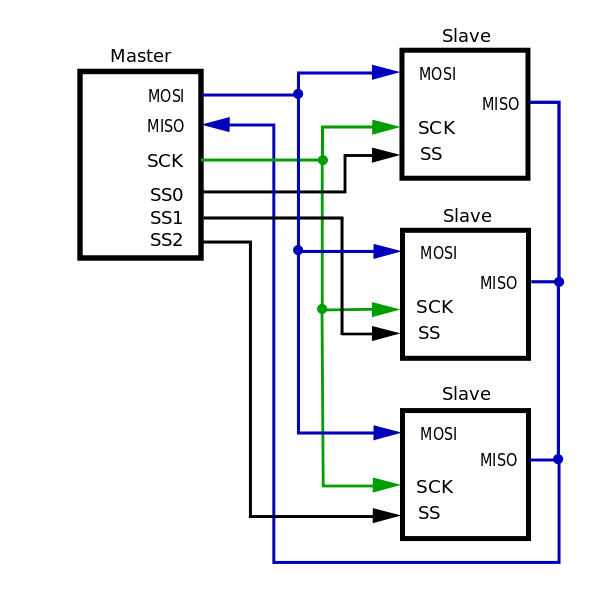 Master
MOSI
MISO
SCK
SS0
SS1
SS2
Slave
MOSI
MISO
SCK
SS
Slave
MOSI
MISO
SCK
SS
Slave
MOSI
MISO
SCK
SS